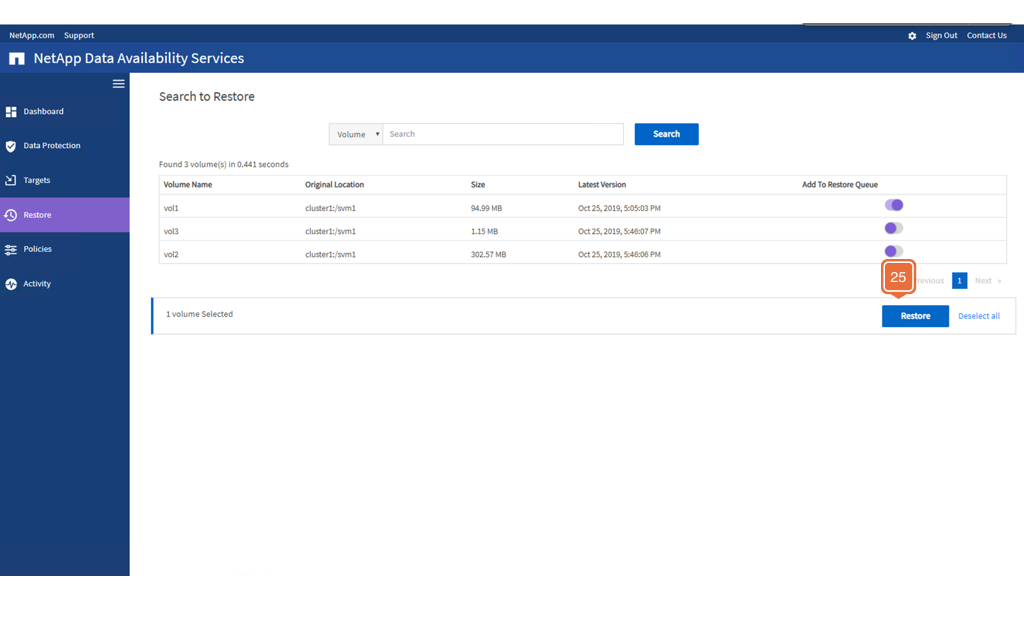 NetApp.com Support Sign Out Contact Us
NetApp Data Availability Services
Dashboard
Data Protection
Targets
Restore
Policies
Activity
Search to Restore
Volume Search Search
Found 3 volume(s) in 0.441 seconds
Volume Name Original Location Size Latest Version Add To Restore Queue
vol1 cluster1:/svm1 94.99 MB Oct 25, 2019, 5:05:03 PM
vol3 cluster1:/svm1 1.15 MB Oct 25, 2019, 5:46:07 PM
vol2 cluster1:/svm1 302.57 MB Oct 25, 2019, 5:46:06 PM
25 revious 1 Next »
1 volume Selected Restore Deselect all